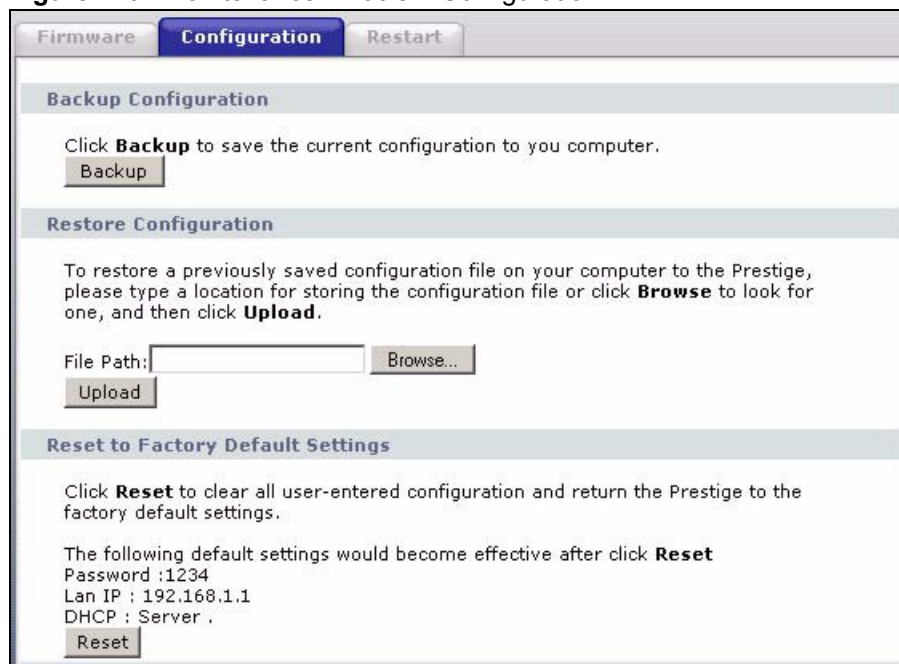 Firmware Configuration Restart
Backup Configuration
Click Backup to save the current configuration to you computer.
Backup
Restore Configuration
To restore a previously saved configuration file on your computer to the Prestige,
please type a location for storing the configuration file or click Browse to look for
one, and then click Upload.
File Path: Browse...
Upload
Reset to Factory Default Settings
Click Reset to clear all user-entered configuration and return the Prestige to the
factory default settings.
The following default settings would become effective after click Reset
Password :1234
Lan IP : 192.168.1.1
DHCP : Server .
Reset